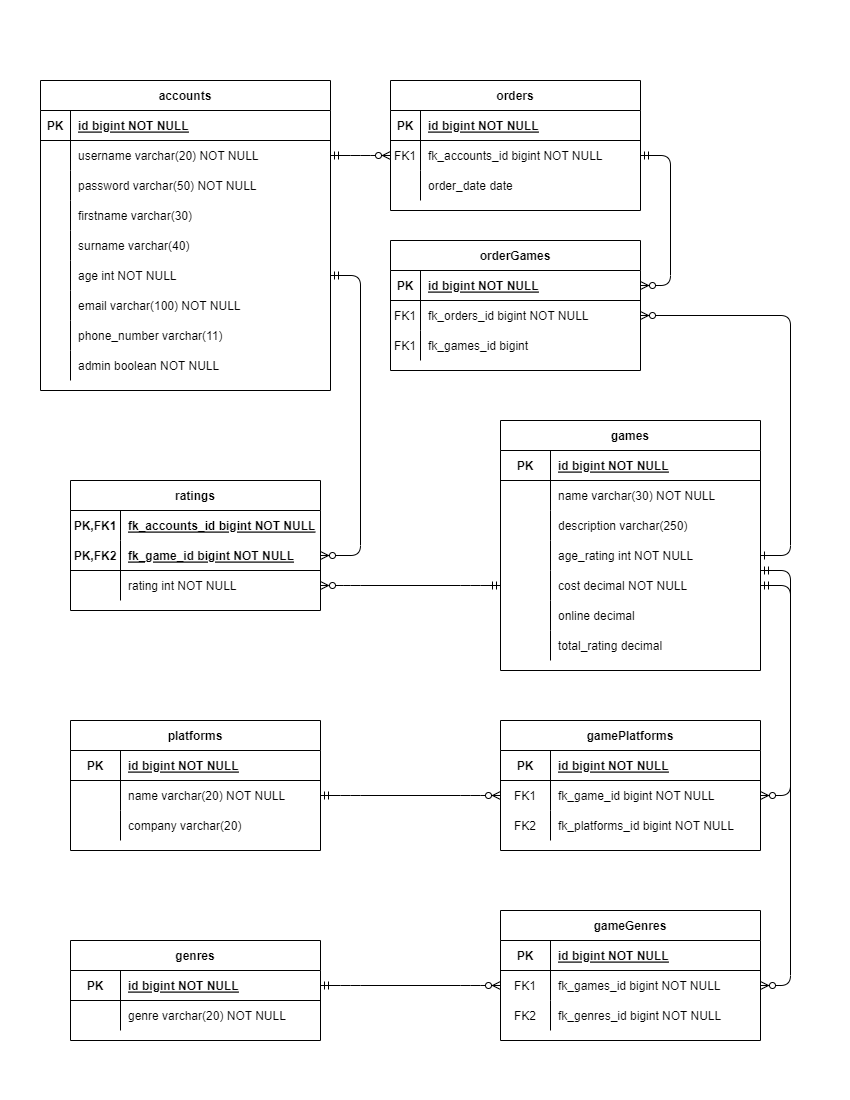 accounts
PK id bigint NOT NULL
username varchar(20) NOT NULL
password varchar(50) NOT NULL
firstname varchar(30)
surname varchar(40)
age int NOT NULL
email varchar(100) NOT NULL
phone_number varchar(11)
admin boolean NOT NULL
orders
PK id bigint NOT NULL
FK1 fk_accounts_id bigint NOT NULL
order_date date
orderGames
PK id bigint NOT NULL
FK1 fk_orders_id bigint NOT NULL
FK1 fk_games_id bigint
games
PK id bigint NOT NULL
name varchar(30) NOT NULL
description varchar(250)
age_rating int NOT NULL
cost decimal NOT NULL
online decimal
total_rating decimal
ratings
PK,FK1 fk_accounts_id bigint NOT NULL
PK,FK2 fk_game_id bigint NOT NULL
rating int NOT NULL
platforms
PK id bigint NOT NULL
name varchar(20) NOT NULL
company varchar(20)
gamePlatforms
PK id bigint NOT NULL
FK1 fk_game_id bigint NOT NULL
FK2 fk_platforms_id bigint NOT NULL
genres
PK id bigint NOT NULL
genre varchar(20) NOT NULL
gameGenres
PK id bigint NOT NULL
FK1 fk_games_id bigint NOT NULL
FK2 fk_genres_id bigint NOT NULL